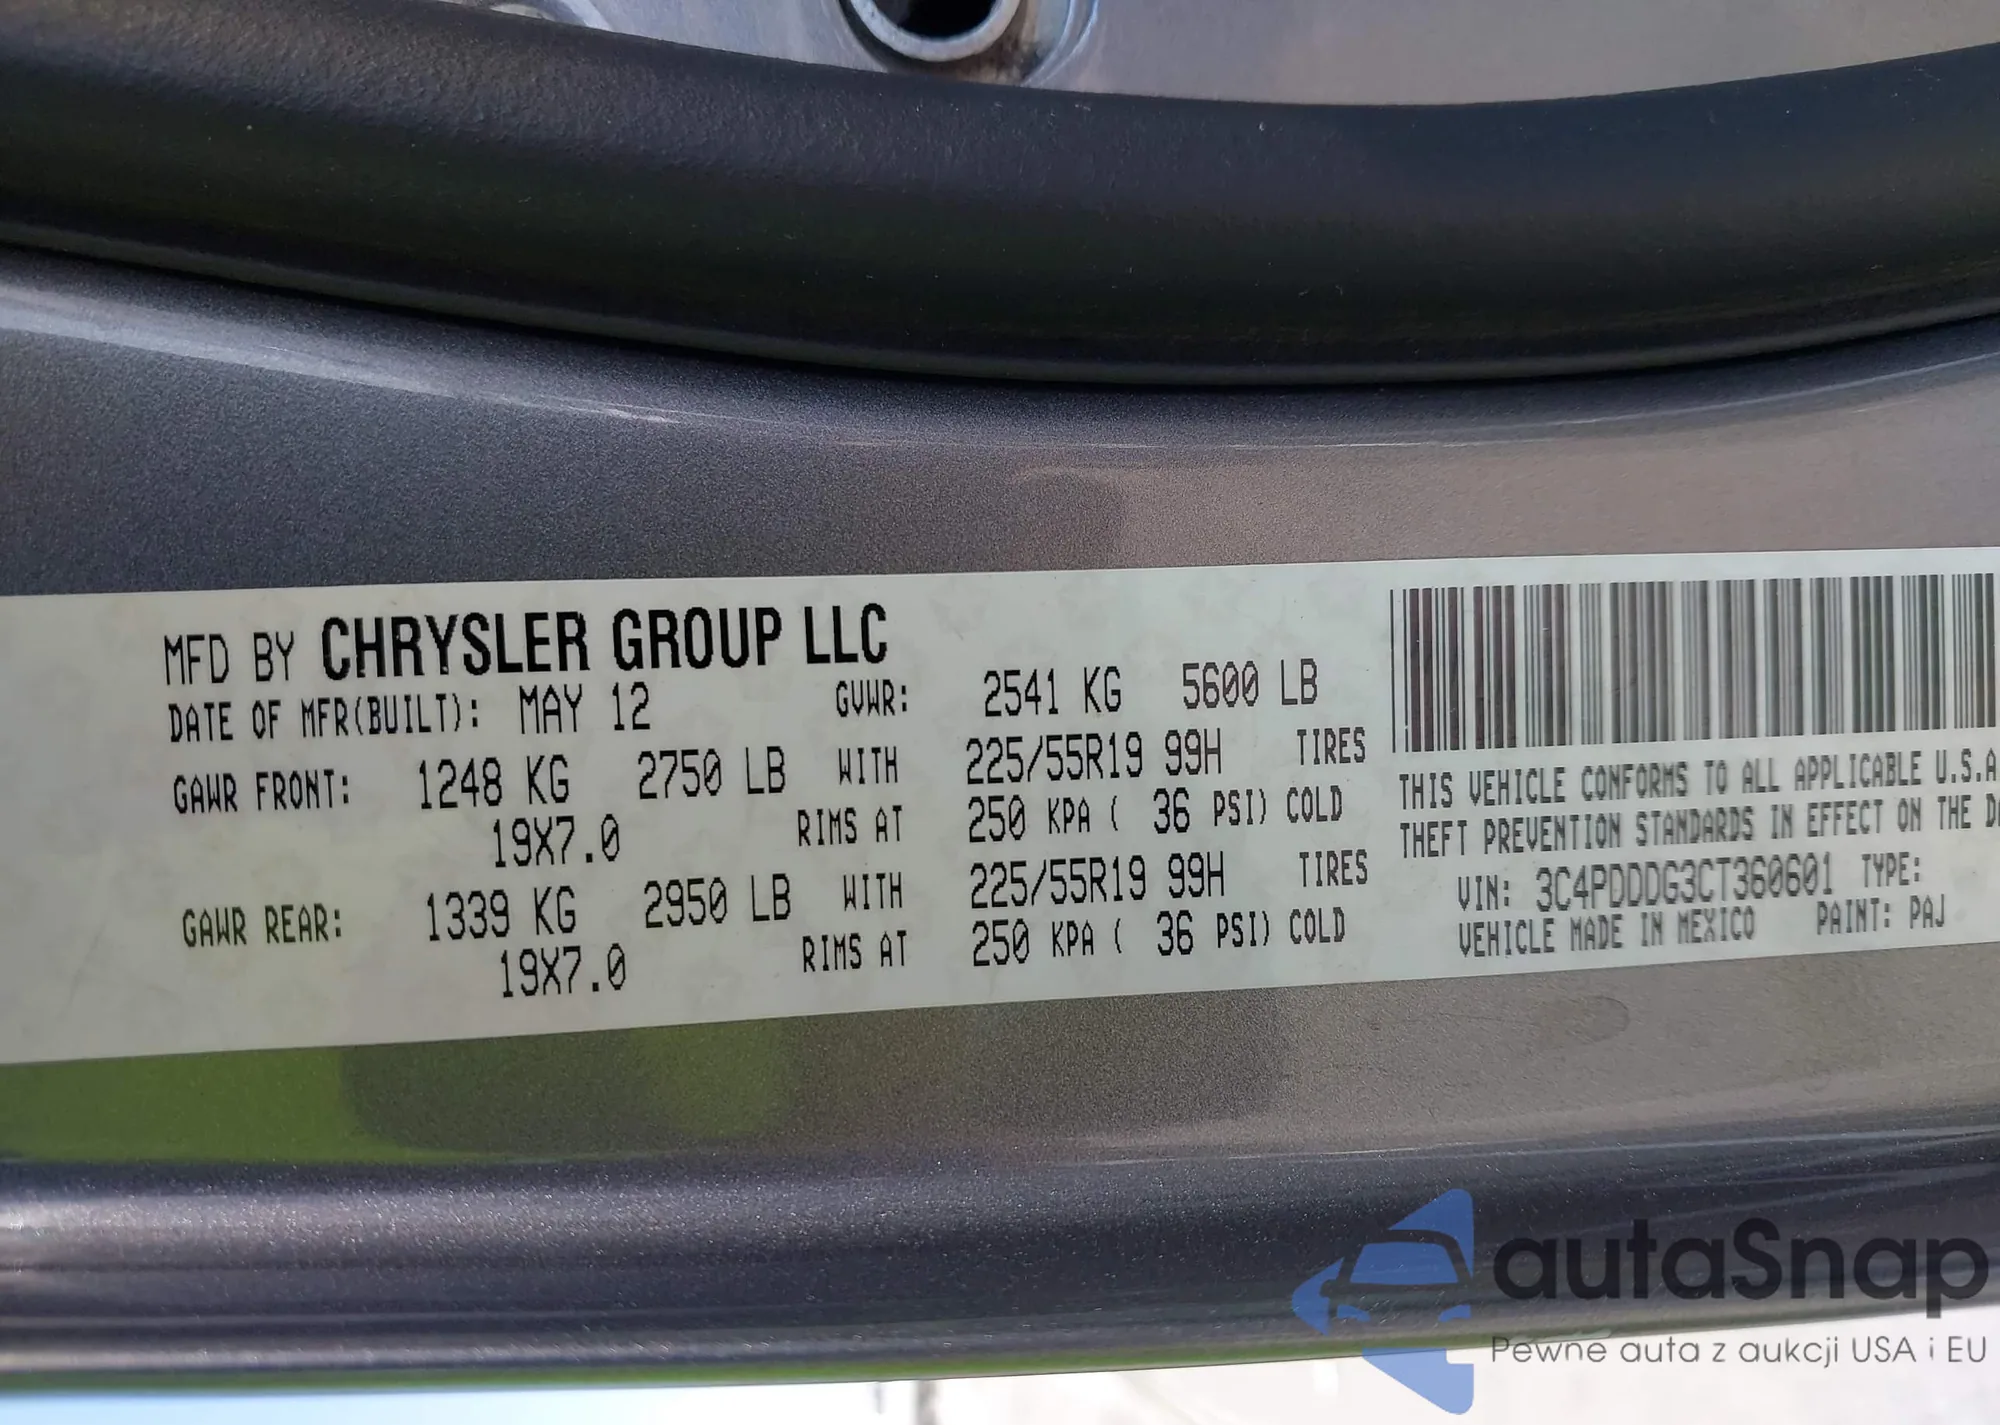 MFD BY CHRYSLER GROUP LLC
DATE OF MFR(BUILT): MAY 12 GVWR: 2541 KG 5600 LB
GAWR FRONT: 1248 KG 2750 LB WITH 225/55R19 99H TIRES
19X7.0 RIMS AT 250 KPA ( 36 PSI) COLD
GAWR REAR: 1339 KG 2950 LB WITH 225/55R19 99H TIRES
19X7.0 RIMS AT 250 KPA ( 36 PSI) COLD
THIS VEHICLE CONFORMS TO ALL APPLICABLE U.S.A
THEFT PREVENTION STANDARDS IN EFFECT ON THE
VIN: 3C4PDDDG3CT360601 TYPE:
VEHICLE MADE IN MEXICO PAINT: PAJ
autaSnap
Pewne auta z aukcji USA i EU